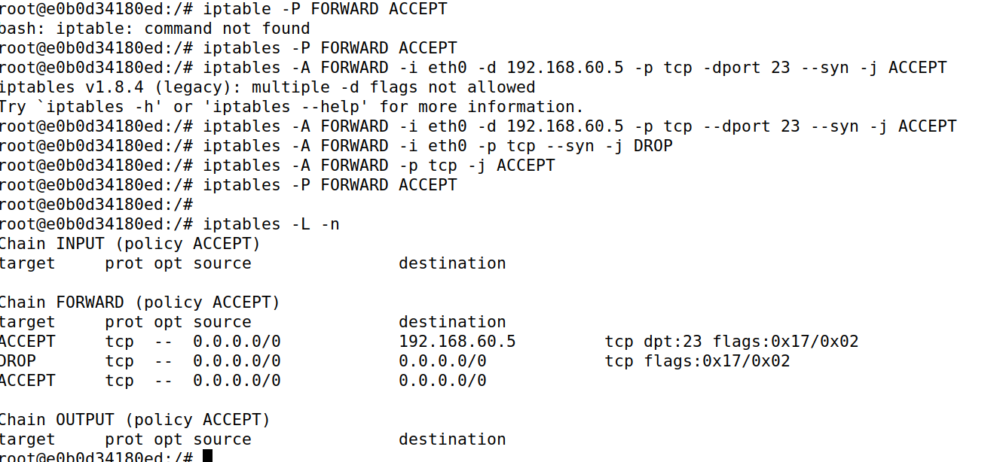 root@e0b0d34180ed:/# iptable -P FORWARD ACCEPT
bash: iptable: command not found
root@e0b0d34180ed:/# iptables -P FORWARD ACCEPT
root@e0b0d34180ed:/# iptables -A FORWARD -i eth0 -d 192.168.60.5 -p tcp -dport 23 --syn -j ACCEPT
iptables v1.8.4 (legacy): multiple -d flags not allowed
Try `iptables -h' or 'iptables --help' for more information.
root@e0b0d34180ed:/# iptables -A FORWARD -i eth0 -d 192.168.60.5 -p tcp --dport 23 --syn -j ACCEPT
root@e0b0d34180ed:/# iptables -A FORWARD -i eth0 -p tcp --syn -j DROP
root@e0b0d34180ed:/# iptables -A FORWARD -p tcp -j ACCEPT
root@e0b0d34180ed:/# iptables -P FORWARD ACCEPT
root@e0b0d34180ed:/#
root@e0b0d34180ed:/# iptables -L -n
Chain INPUT (policy ACCEPT)
target     prot opt source               destination

Chain FORWARD (policy ACCEPT)
target     prot opt source               destination
ACCEPT     tcp  --  0.0.0.0/0            192.168.60.5         tcp dpt:23 flags:0x17/0x02
DROP       tcp  --  0.0.0.0/0            0.0.0.0/0            tcp flags:0x17/0x02
ACCEPT     tcp  --  0.0.0.0/0            0.0.0.0/0

Chain OUTPUT (policy ACCEPT)
target     prot opt source               destination
root@e0b0d34180ed:/#